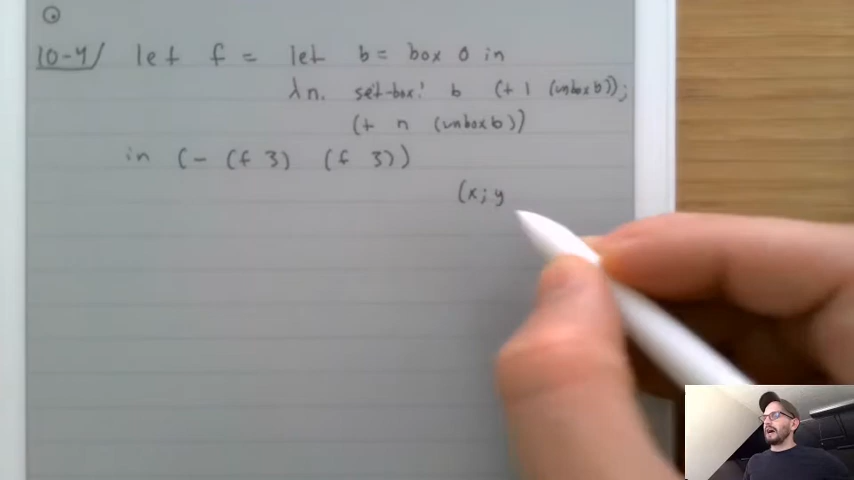 10-4/ let f = let b = box 0 in
λn. set-box! b (+ 1 (unbox b));
(+ n (unbox b))
in (- (f 3) (f 3))
(x; y